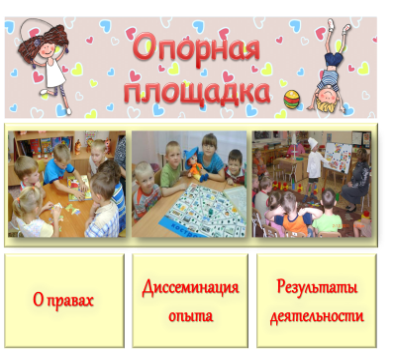 Опорная
площадка
О правах
Диссеминация
опыта
Результаты
деятельности